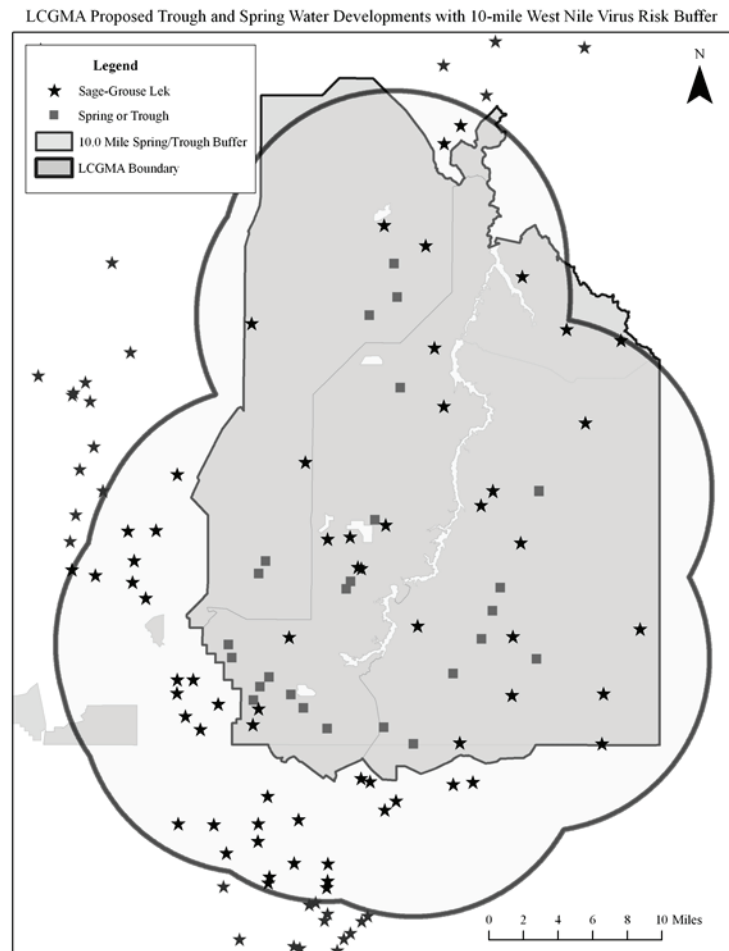 LCGMA Proposed Trough and Spring Water Developments with 10-mile West Nile Virus Risk Buffer
Legend
Sage-Grouse Lek
Spring or Trough
10.0 Mile Spring/Trough Buffer
LCGMA Boundary
N
0 2 4 6 8 10 Miles